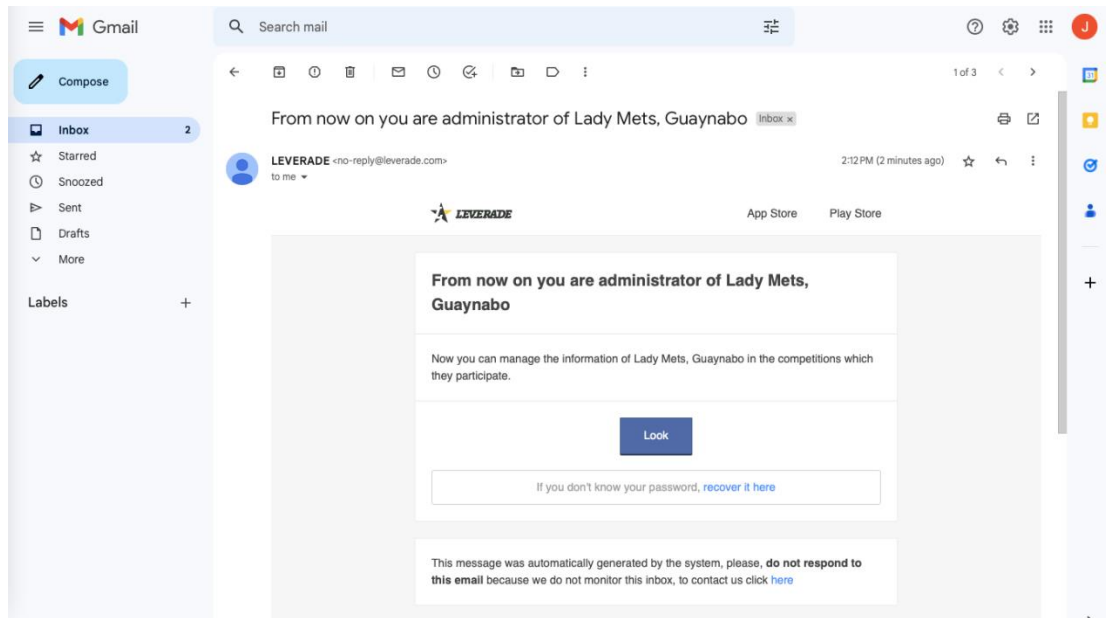 Gmail
Search mail
J
Compose
1 of 3
31
Inbox 2
Starred
Snoozed
Sent
Drafts
More
Labels
From now on you are administrator of Lady Mets, Guaynabo Inbox ×
LEVERADE <no-reply@leverade.com> 2:12 PM (2 minutes ago)
to me
LEVERADE App Store Play Store
From now on you are administrator of Lady Mets,
Guaynabo
Now you can manage the information of Lady Mets, Guaynabo in the competitions which
they participate.
Look
If you don't know your password, recover it here
This message was automatically generated by the system, please, do not respond to
this email because we do not monitor this inbox, to contact us click here